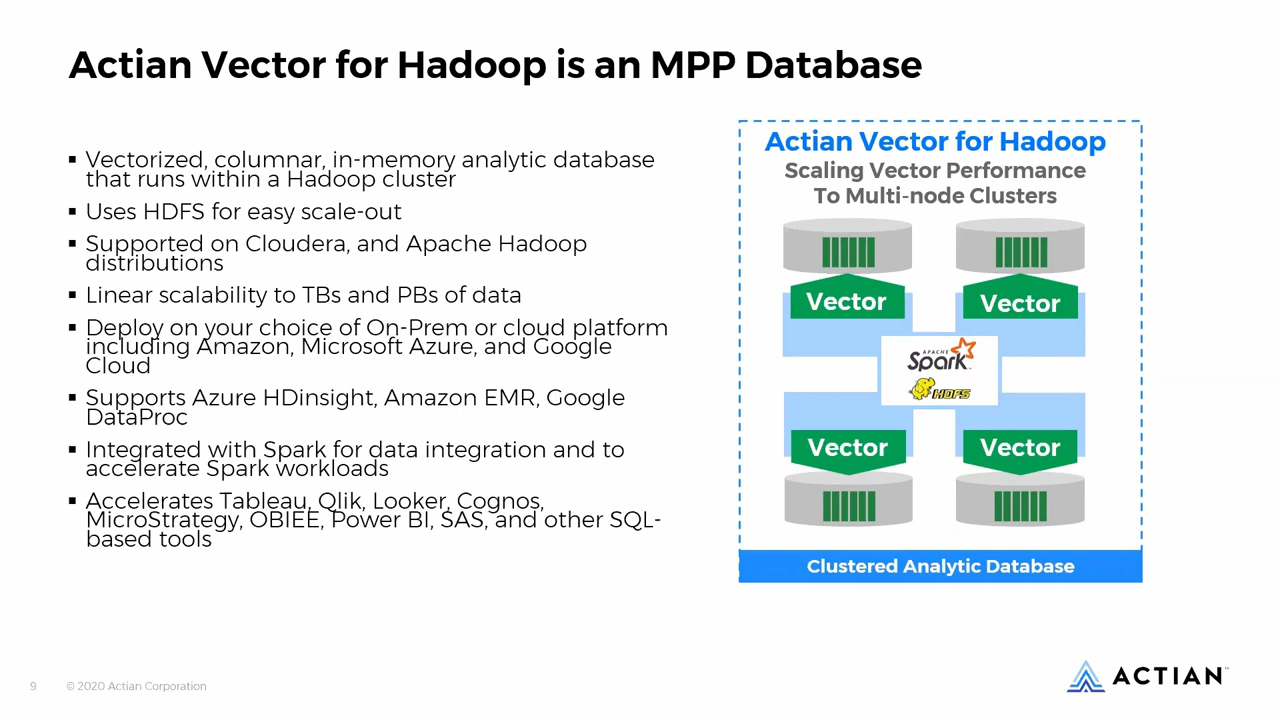 Actian Vector for Hadoop is an MPP Database
▪ Vectorized, columnar, in-memory analytic database
that runs within a Hadoop cluster
▪ Uses HDFS for easy scale-out
▪ Supported on Cloudera, and Apache Hadoop
distributions
▪ Linear scalability to TBs and PBs of data
▪ Deploy on your choice of On-Prem or cloud platform
including Amazon, Microsoft Azure, and Google
Cloud
▪ Supports Azure HDinsight, Amazon EMR, Google
DataProc
▪ Integrated with Spark for data integration and to
accelerate Spark workloads
▪ Accelerates Tableau, Qlik, Looker, Cognos,
MicroStrategy, OBIEE, Power BI, SAS, and other SQL-
based tools
Actian Vector for Hadoop
Scaling Vector Performance
To Multi-node Clusters
Vector
Vector
APACHE
Spark™
HDFS
Vector
Vector
Clustered Analytic Database
9
© 2020 Actian Corporation
ACTIAN™